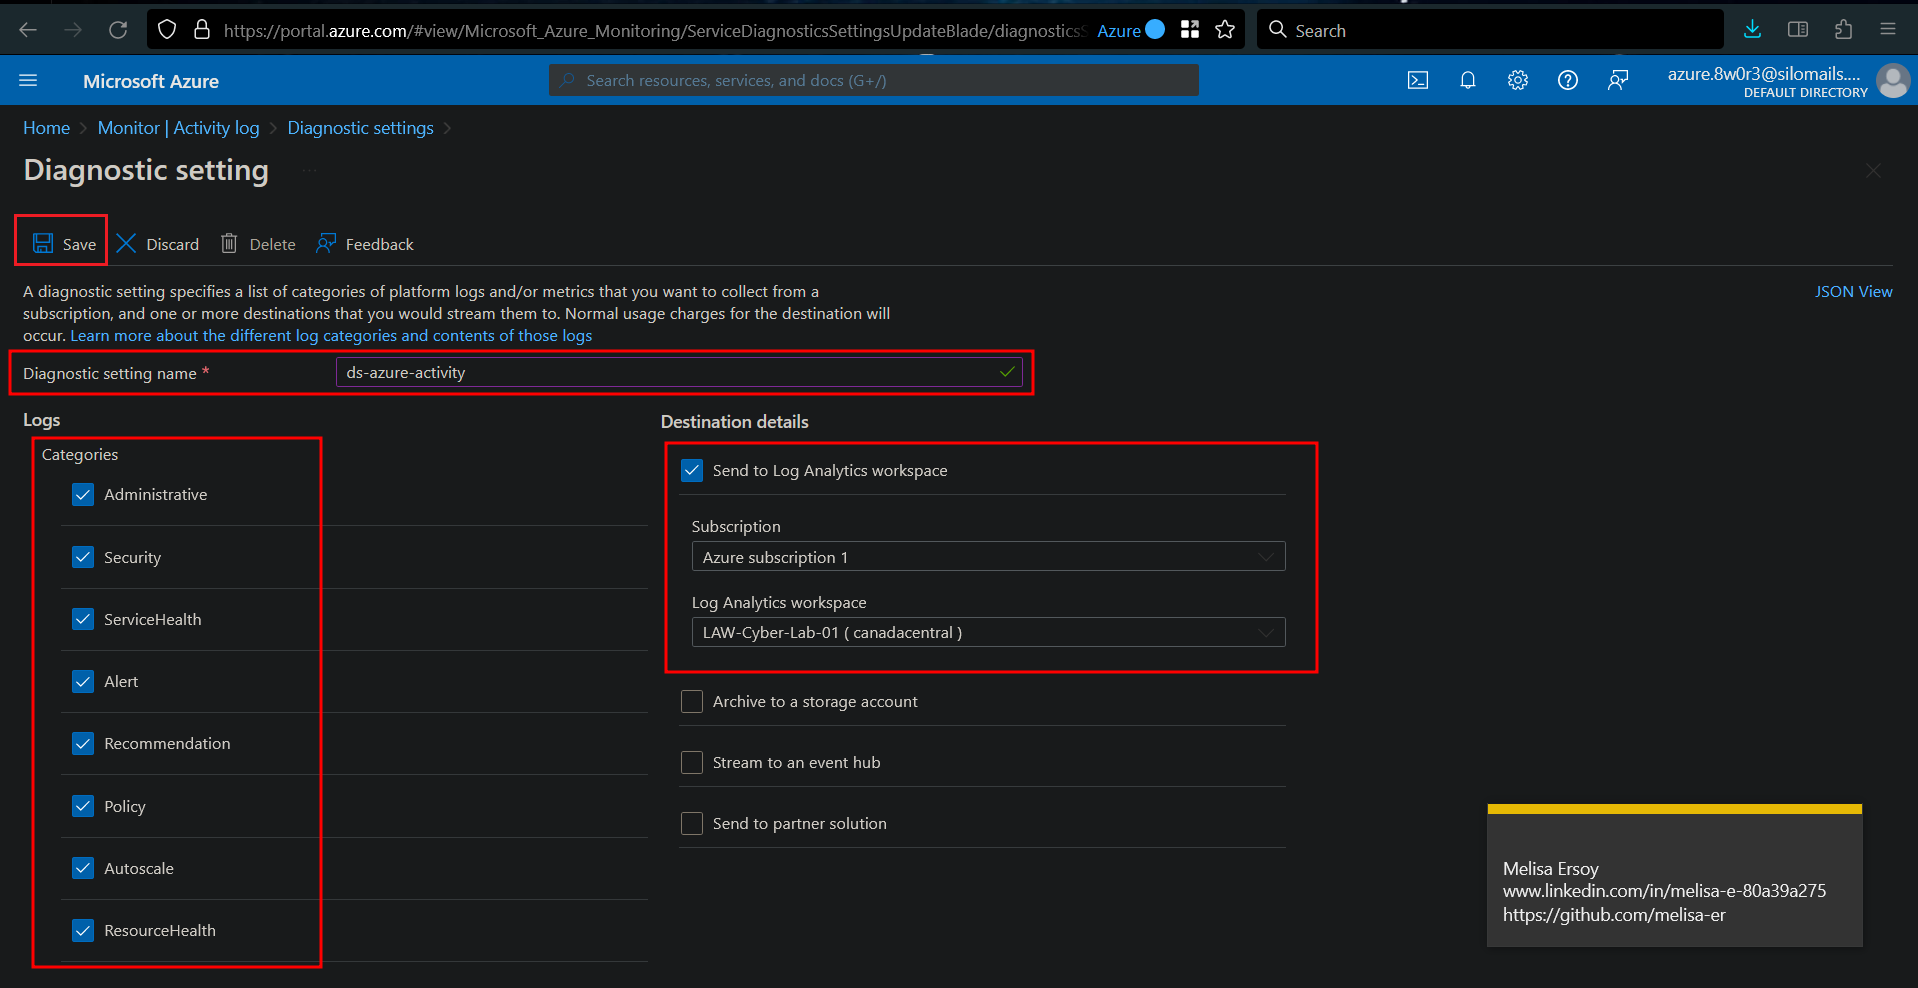 https://portal.azure.com/#view/Microsoft_Azure_Monitoring/ServiceDiagnosticsSettingsUpdateBlade/diagnosticsS
Azure
Search
Microsoft Azure
Search resources, services, and docs (G+/)
azure.8w0r3@silomails....
DEFAULT DIRECTORY
Home > Monitor | Activity log > Diagnostic settings >
Diagnostic setting ...
Save Discard Delete Feedback
A diagnostic setting specifies a list of categories of platform logs and/or metrics that you want to collect from a
subscription, and one or more destinations that you would stream them to. Normal usage charges for the destination will
occur. Learn more about the different log categories and contents of those logs
JSON View
Diagnostic setting name *
ds-azure-activity
Logs
Categories
Administrative
Security
ServiceHealth
Alert
Recommendation
Policy
Autoscale
ResourceHealth
Destination details
Send to Log Analytics workspace
Subscription
Azure subscription 1
Log Analytics workspace
LAW-Cyber-Lab-01 ( canadacentral )
Archive to a storage account
Stream to an event hub
Send to partner solution
Melisa Ersoy
www.linkedin.com/in/melisa-e-80a39a275
https://github.com/melisa-er